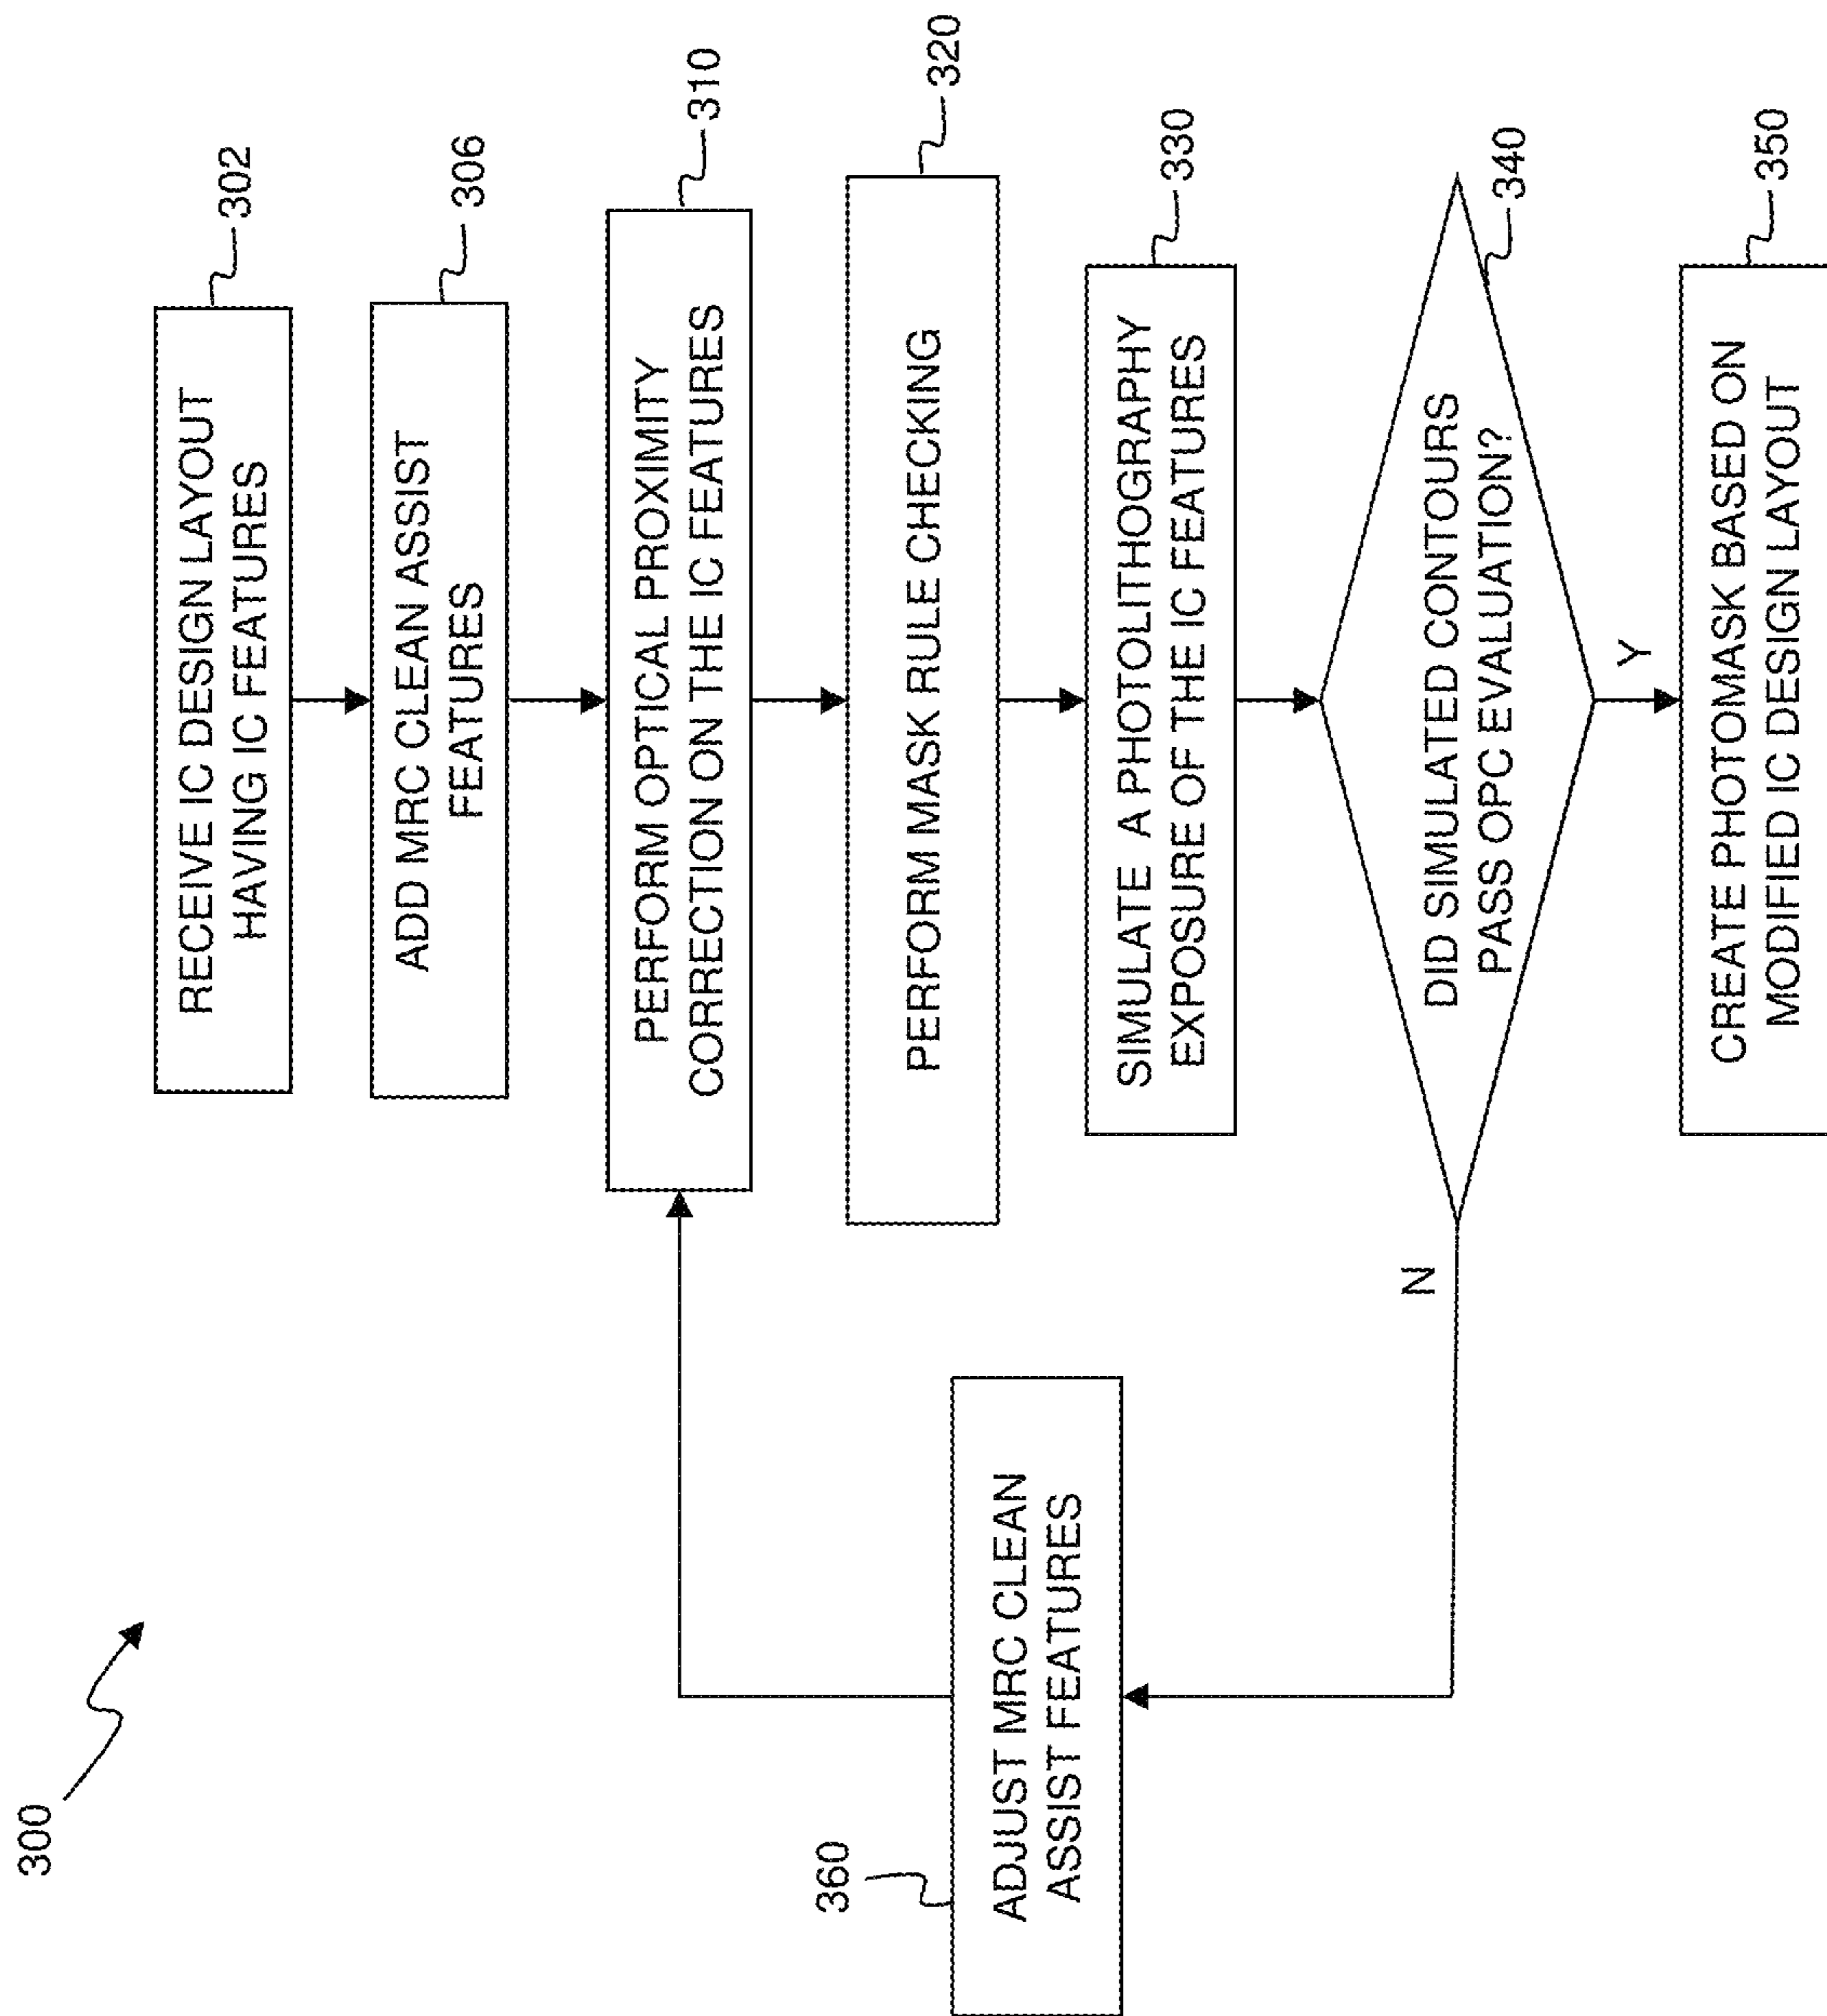 300
RECEIVE IC DESIGN LAYOUT
HAVING IC FEATURES
302
ADD MRC CLEAN ASSIST
FEATURES
306
PERFORM OPTICAL PROXIMITY
CORRECTION ON THE IC FEATURES
310
PERFORM MASK RULE CHECKING
320
SIMULATE A PHOTOLITHOGRAPHY
EXPOSURE OF THE IC FEATURES
330
DID SIMULATED CONTOURS
PASS OPC EVALUATION?
340
N
Y
CREATE PHOTOMASK BASED ON
MODIFIED IC DESIGN LAYOUT
350
360
ADJUST MRC CLEAN
ASSIST FEATURES